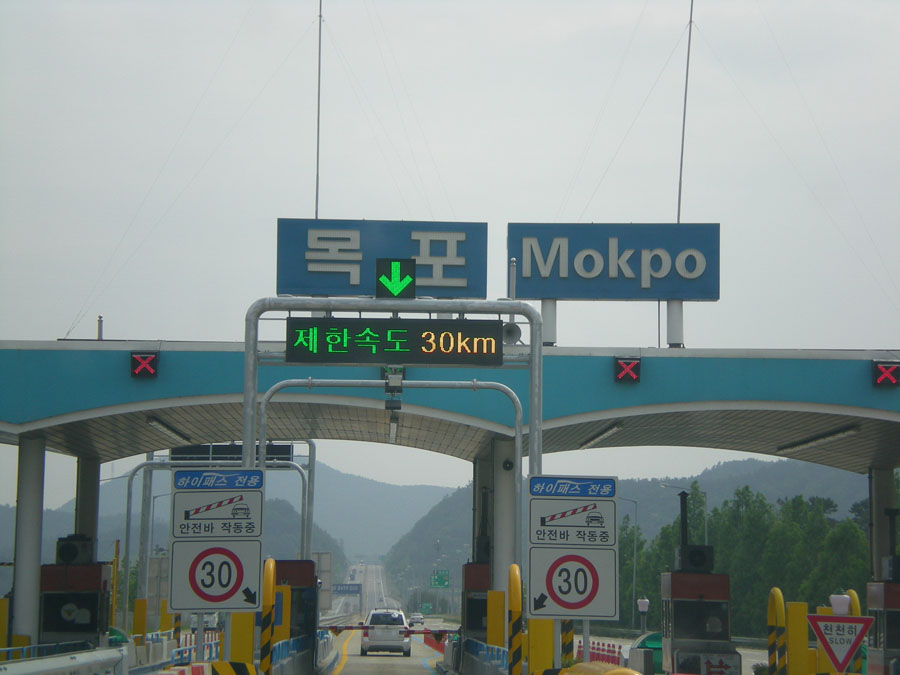 목포
Mokpo
제한속도 30km
하이패스 전용
안전바 작동중
30
하이패스 전용
안전바 작동중
30
천천히
SLOW